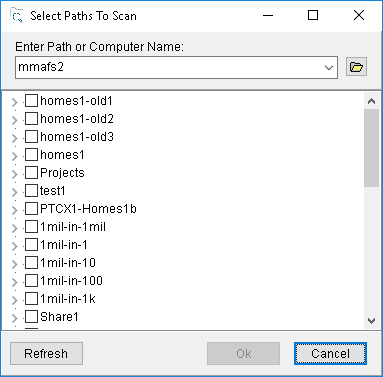 Select Paths To Scan
Enter Path or Computer Name:
mmafs2
homes1-old1
homes1-old2
homes1-old3
homes1
Projects
test1
PTCX1-Homes1b
1mil-in-1mil
1mil-in-1
1mil-in-10
1mil-in-100
1mil-in-1k
Share1
Refresh
Ok
Cancel